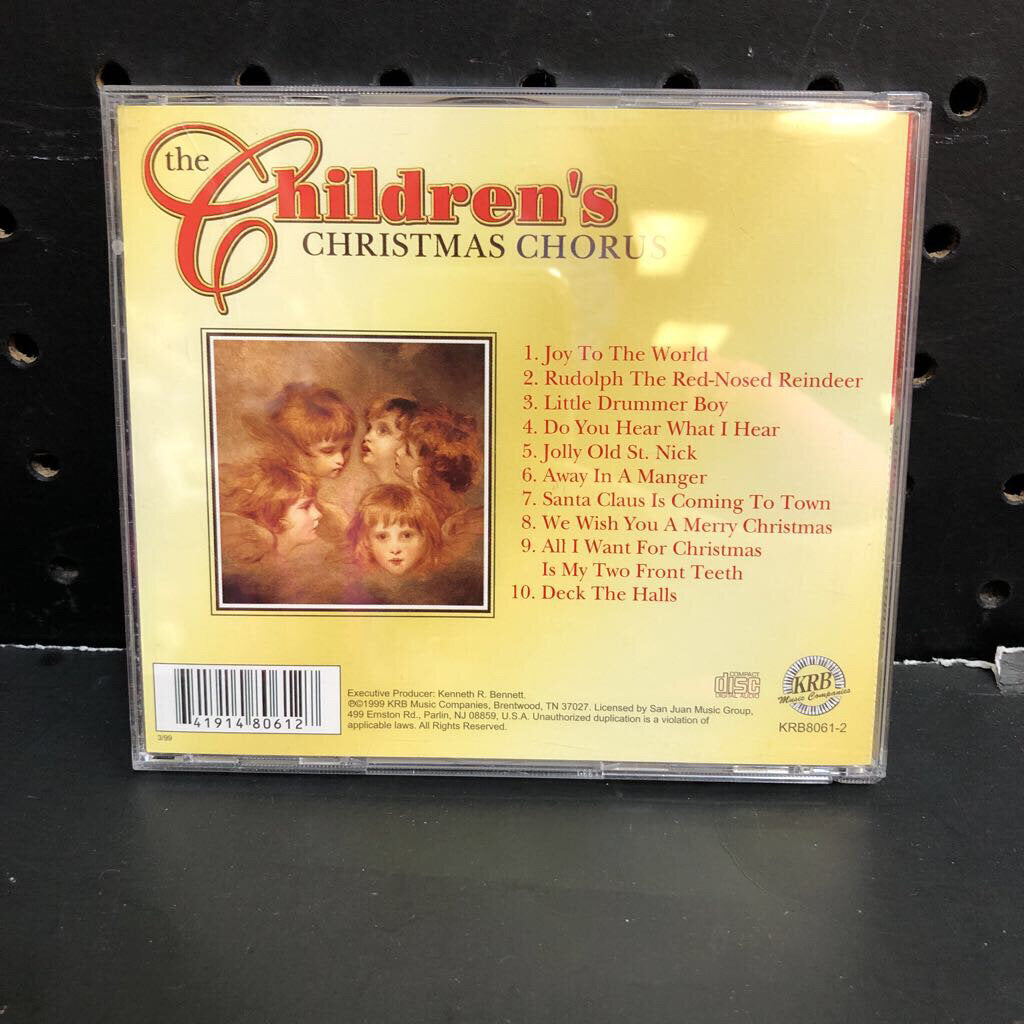 the Children's
CHRISTMAS CHORUS
1. Joy To The World
2. Rudolph The Red-Nosed Reindeer
3. Little Drummer Boy
4. Do You Hear What I Hear
5. Jolly Old St. Nick
6. Away In A Manger
7. Santa Claus Is Coming To Town
8. We Wish You A Merry Christmas
9. All I Want For Christmas
Is My Two Front Teeth
10. Deck The Halls
41914 80612
3/99
Executive Producer: Kenneth R. Bennett.
℗©1999 KRB Music Companies, Brentwood, TN 37027. Licensed by San Juan Music Group,
499 Ernston Rd., Parlin, NJ 08859, U.S.A. Unauthorized duplication is a violation of
applicable laws. All Rights Reserved.
COMPACT
disc
DIGITAL AUDIO
KRB
Music Companies
KRB8061-2